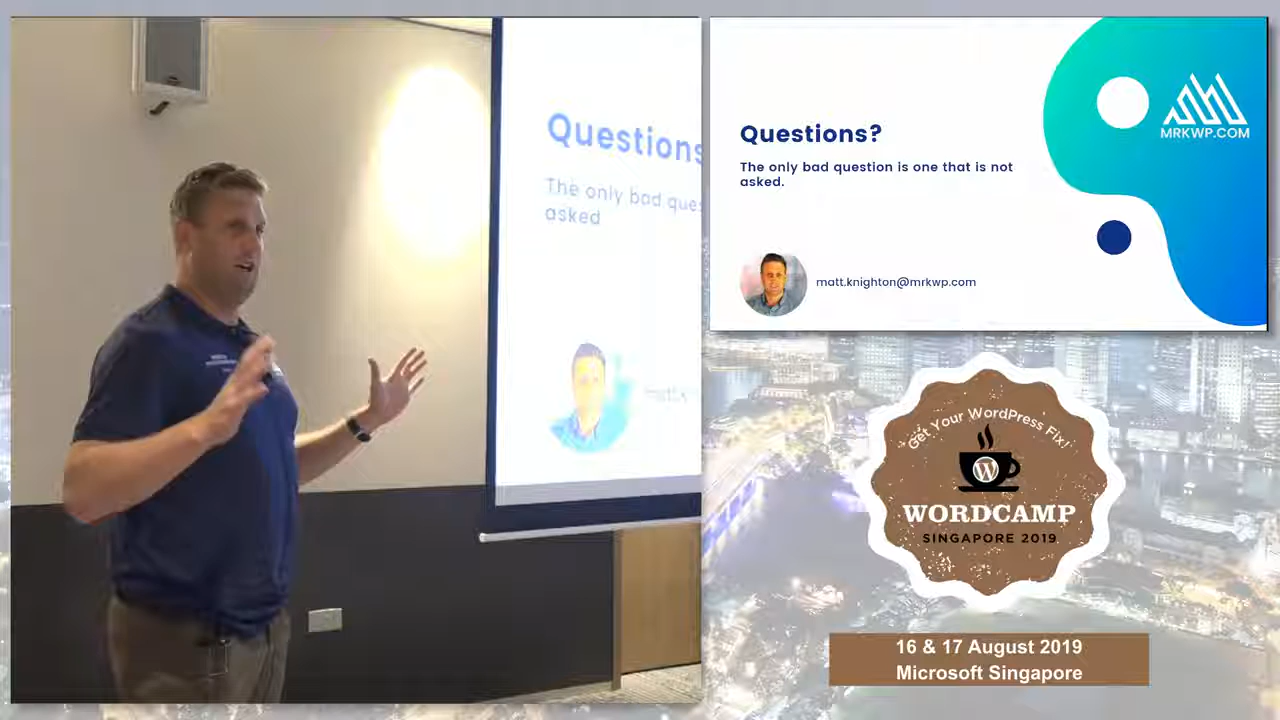 Questions
The only bad ques
asked
Questions?
The only bad question is one that is not
asked.
matt.knighton@mrkwp.com
MRKWP.COM
Get Your WordPress Fix!
W
WORDCAMP
SINGAPORE 2019
16 & 17 August 2019
Microsoft Singapore